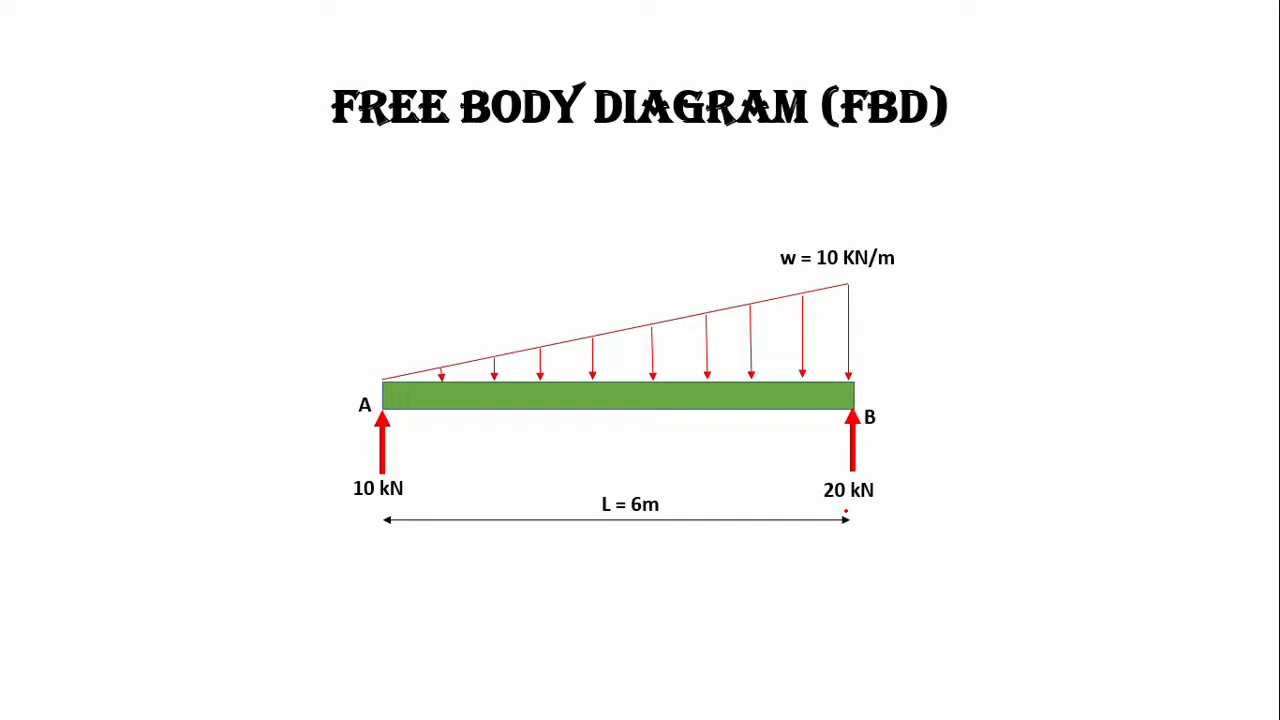 FREE BODY DIAGRAM (FBD)
w = 10 KN/m
A
B
10 kN
20 kN
L = 6m